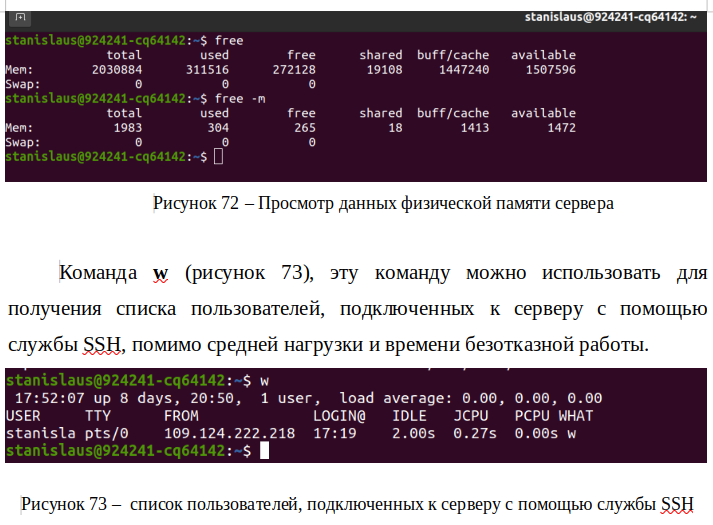 stanislaus@924241-cq64142: ~
stanislaus@924241-cq64142:~$ free
total used free shared buff/cache available
Mem: 2030884 311516 272128 19108 1447240 1507596
Swap: 0 0 0
stanislaus@924241-cq64142:~$ free -m
total used free shared buff/cache available
Mem: 1983 304 265 18 1413 1472
Swap: 0 0 0
stanislaus@924241-cq64142:~$
Рисунок 72 – Просмотр данных физической памяти сервера
Команда w (рисунок 73), эту команду можно использовать для
получения списка пользователей, подключенных к серверу с помощью
службы SSH, помимо средней нагрузки и времени безотказной работы.
stanislaus@924241-cq64142:~$ w
17:52:07 up 8 days, 20:50, 1 user, load average: 0.00, 0.00, 0.00
USER TTY FROM LOGIN@ IDLE JCPU PCPU WHAT
stanisla pts/0 109.124.222.218 17:19 2.00s 0.27s 0.00s w
stanislaus@924241-cq64142:~$
Рисунок 73 – список пользователей, подключенных к серверу с помощью службы SSH